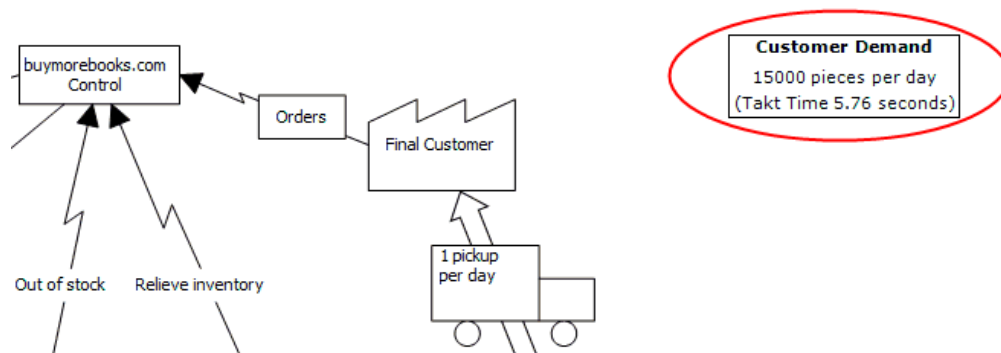 buymorebooks.com
Control
Orders
Final Customer
Customer Demand
15000 pieces per day
(Takt Time 5.76 seconds)
1 pickup
per day
Out of stock
Relieve inventory